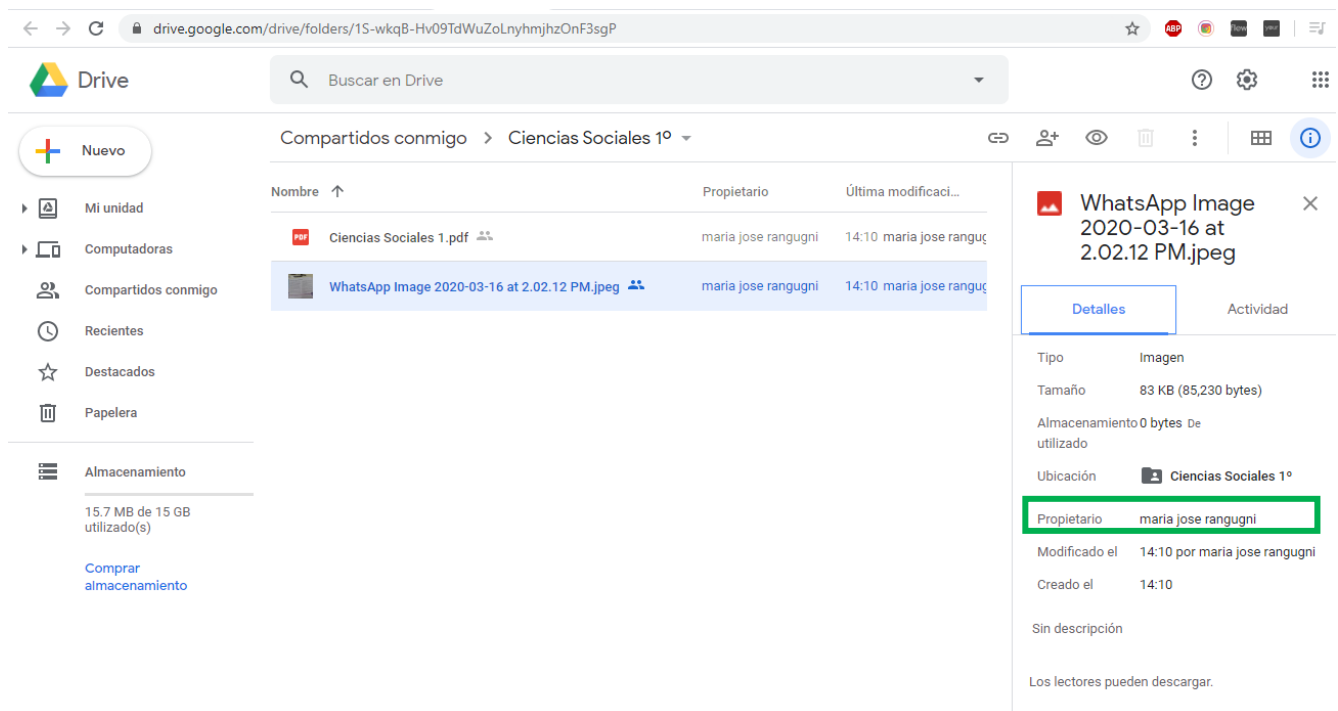 drive.google.com/drive/folders/1S-wkqB-Hv09TdWuZoLnyhmjhzOnF3sgP
ABP
flow
your
Drive
Buscar en Drive
Nuevo
Compartidos conmigo > Ciencias Sociales 1º
Mi unidad
Computadoras
Compartidos conmigo
Recientes
Destacados
Papelera
Almacenamiento
15.7 MB de 15 GB
utilizado(s)
Comprar
almacenamiento
Nombre Propietario Última modificaci...
PDF Ciencias Sociales 1.pdf maria jose rangugni 14:10 maria jose rangug
WhatsApp Image 2020-03-16 at 2.02.12 PM.jpeg maria jose rangugni 14:10 maria jose rangug
WhatsApp Image
2020-03-16 at
2.02.12 PM.jpeg
Detalles Actividad
Tipo Imagen
Tamaño 83 KB (85,230 bytes)
Almacenamiento 0 bytes De
utilizado
Ubicación Ciencias Sociales 1º
Propietario maria jose rangugni
Modificado el 14:10 por maria jose rangugni
Creado el 14:10
Sin descripción
Los lectores pueden descargar.